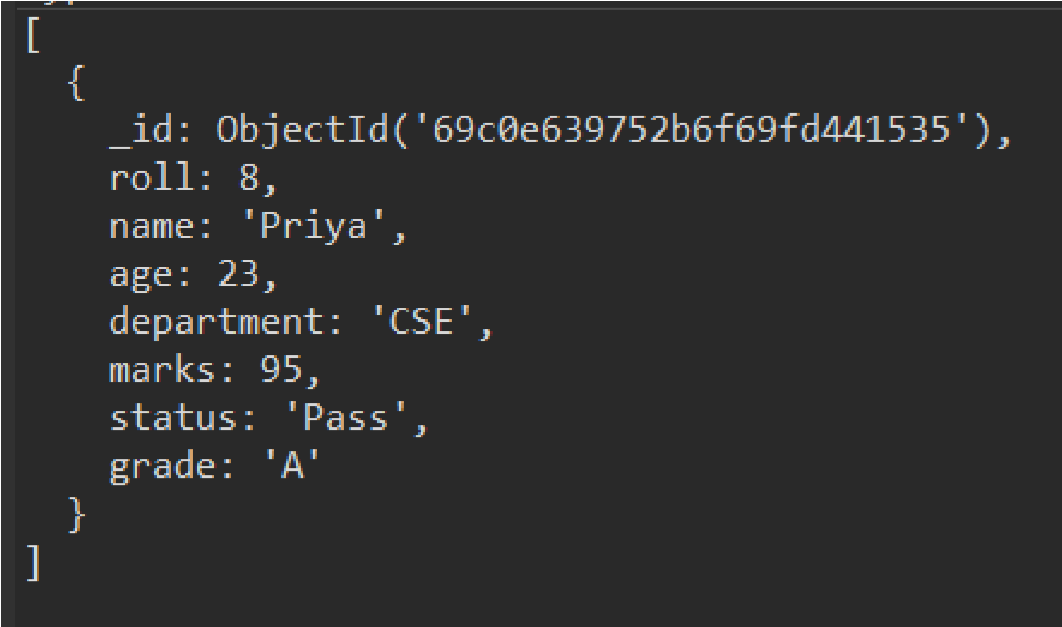 [
{
_id: ObjectId('69c0e639752b6f69fd441535'),
roll: 8,
name: 'Priya',
age: 23,
department: 'CSE',
marks: 95,
status: 'Pass',
grade: 'A'
}
]